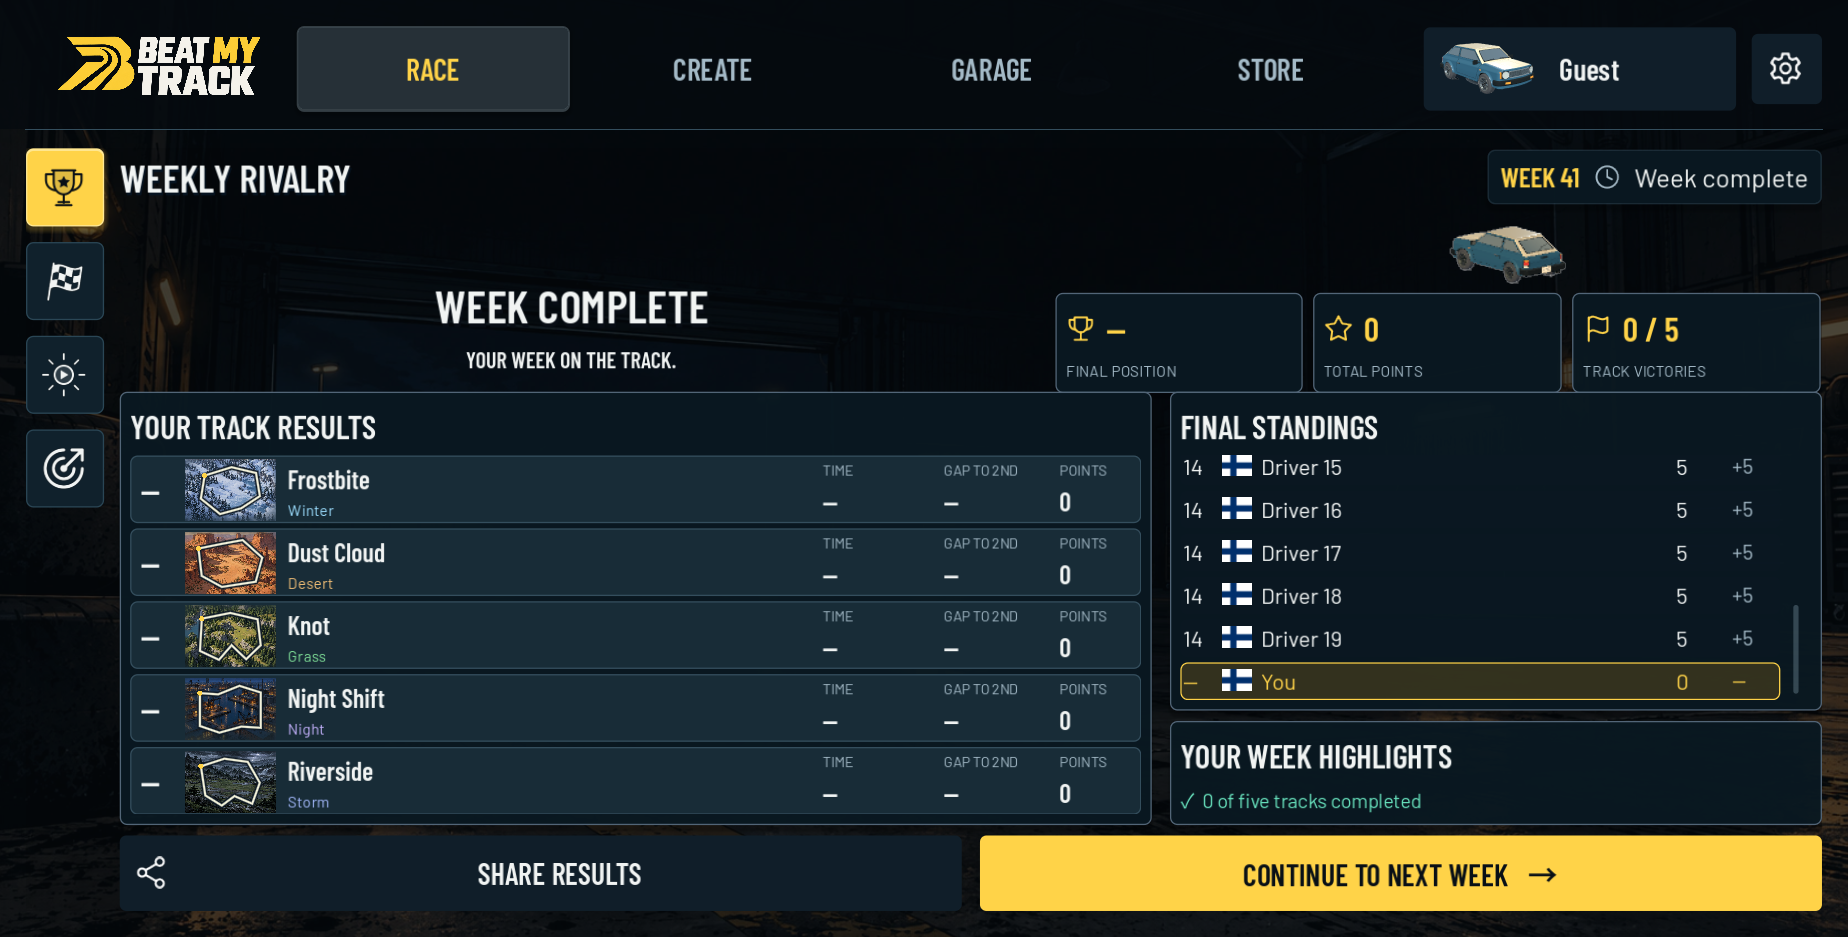 BEAT MY TRACK
RACE
CREATE
GARAGE
STORE
Guest
WEEKLY RIVALRY
WEEK 41 Week complete
WEEK COMPLETE
YOUR WEEK ON THE TRACK.
–
FINAL POSITION
0
TOTAL POINTS
0 / 5
TRACK VICTORIES
YOUR TRACK RESULTS
– Frostbite
Winter
TIME GAP TO 2ND POINTS
– – 0
– Dust Cloud
Desert
TIME GAP TO 2ND POINTS
– – 0
– Knot
Grass
TIME GAP TO 2ND POINTS
– – 0
– Night Shift
Night
TIME GAP TO 2ND POINTS
– – 0
– Riverside
Storm
TIME GAP TO 2ND POINTS
– – 0
FINAL STANDINGS
14 Driver 15 5 +5
14 Driver 16 5 +5
14 Driver 17 5 +5
14 Driver 18 5 +5
14 Driver 19 5 +5
– You 0 –
YOUR WEEK HIGHLIGHTS
✓ 0 of five tracks completed
SHARE RESULTS
CONTINUE TO NEXT WEEK →